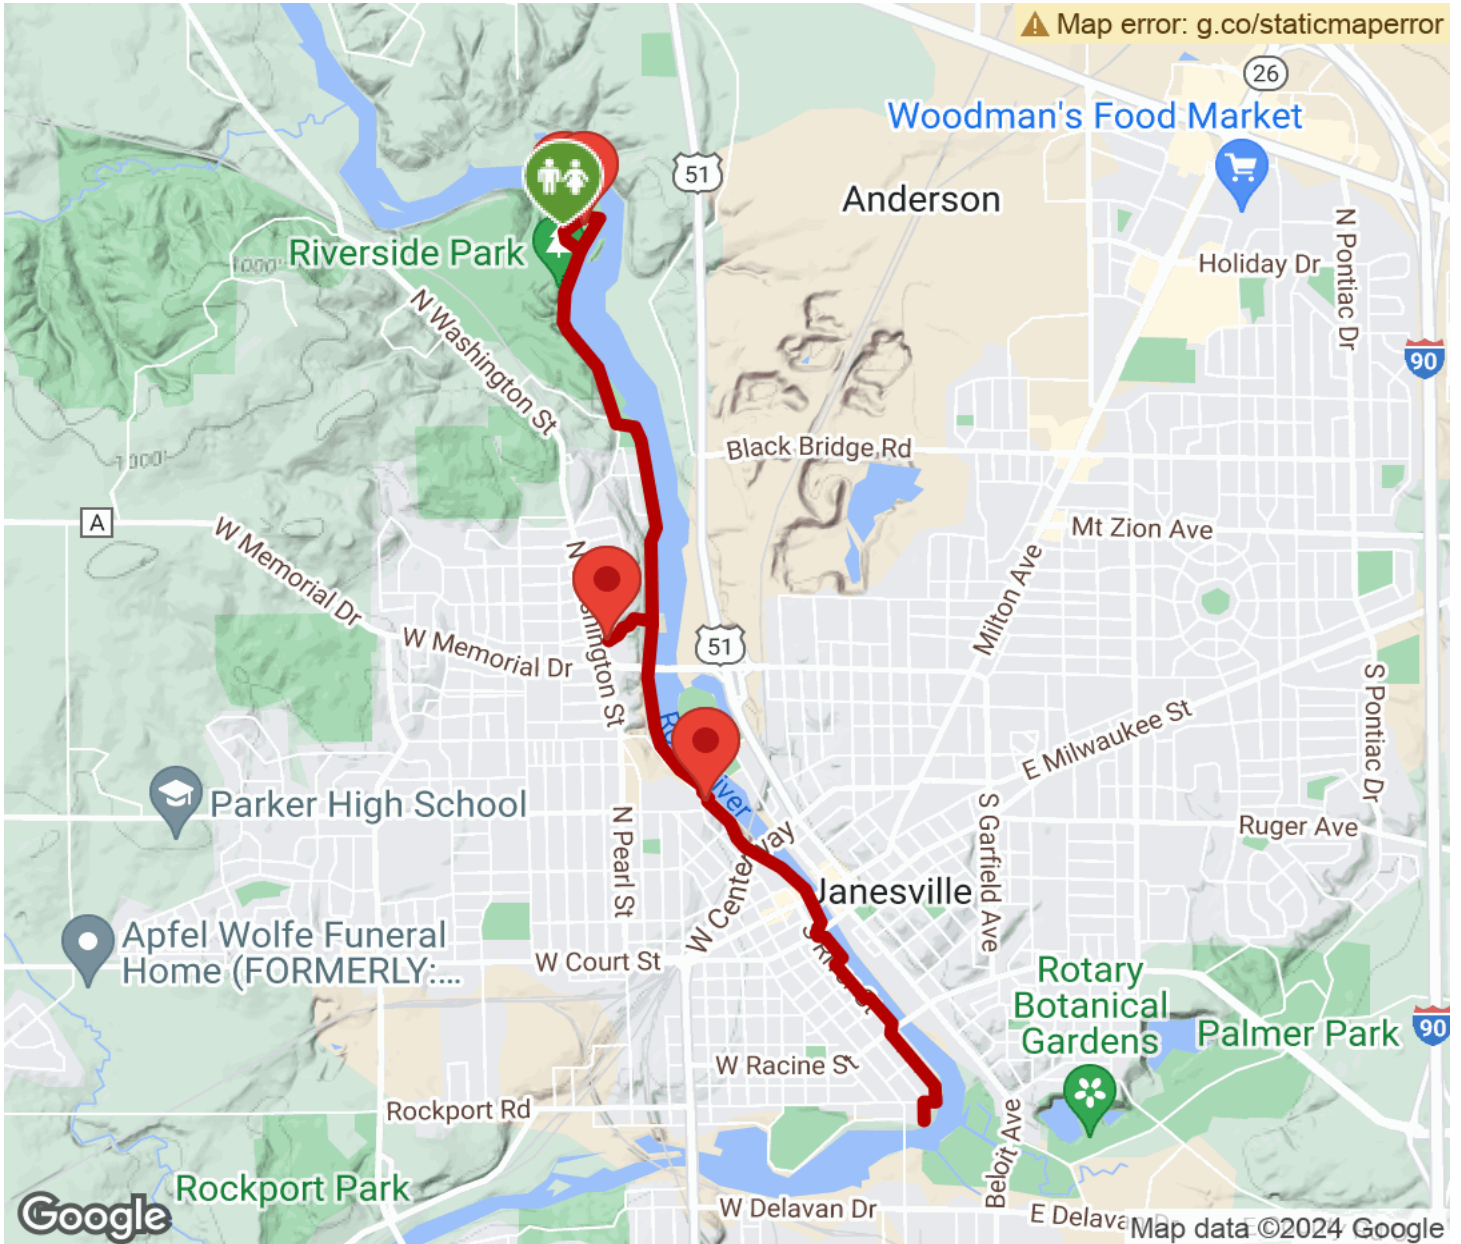 Map error: g.co/staticmaperror
26
Woodman's Food Market
51
Anderson
N Pontiac Dr
Riverside Park
1000'
Holiday Dr
N Washington St
90
Black Bridge Rd
1000'
A
W Memorial Dr
Mt Zion Ave
Milton Ave
W Memorial Dr
51
S Pontiac Dr
E Milwaukee St
Parker High School
N Pearl St
S Garfield Ave
Ruger Ave
W Centerway
Janesville
Apfel Wolfe Funeral
Home (FORMERLY:...
W Court St
S River St
Rotary
Botanical
Gardens
Palmer Park
90
W Racine St
Rockport Rd
Beloit Ave
Rockport Park
W Delavan Dr
Google
Map data ©2024 Google